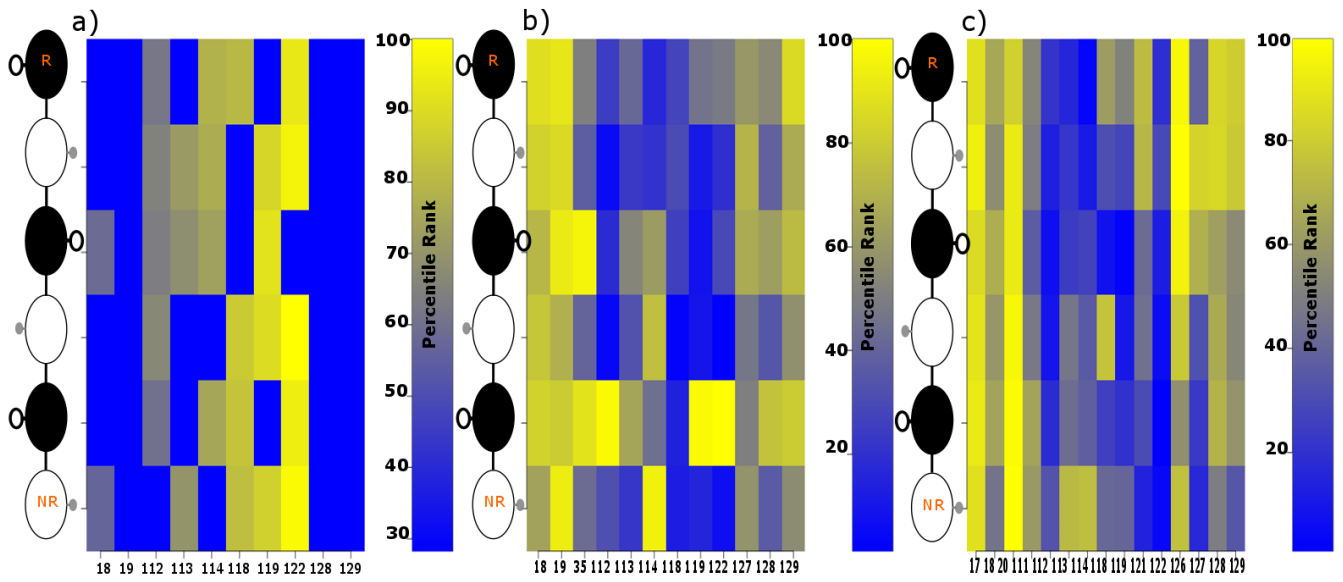 a)
R
NR
100
90
80
70
60
50
40
30
Percentile Rank
18 19 112 113 114 118 119 122 128 129
b)
R
NR
100
80
60
40
20
Percentile Rank
18 19 35 112 113 114 118 119 122 127 128 129
c)
R
NR
100
80
60
40
20
Percentile Rank
17 18 20 111 112 113 114 118 119 121 122 126 127 128 129